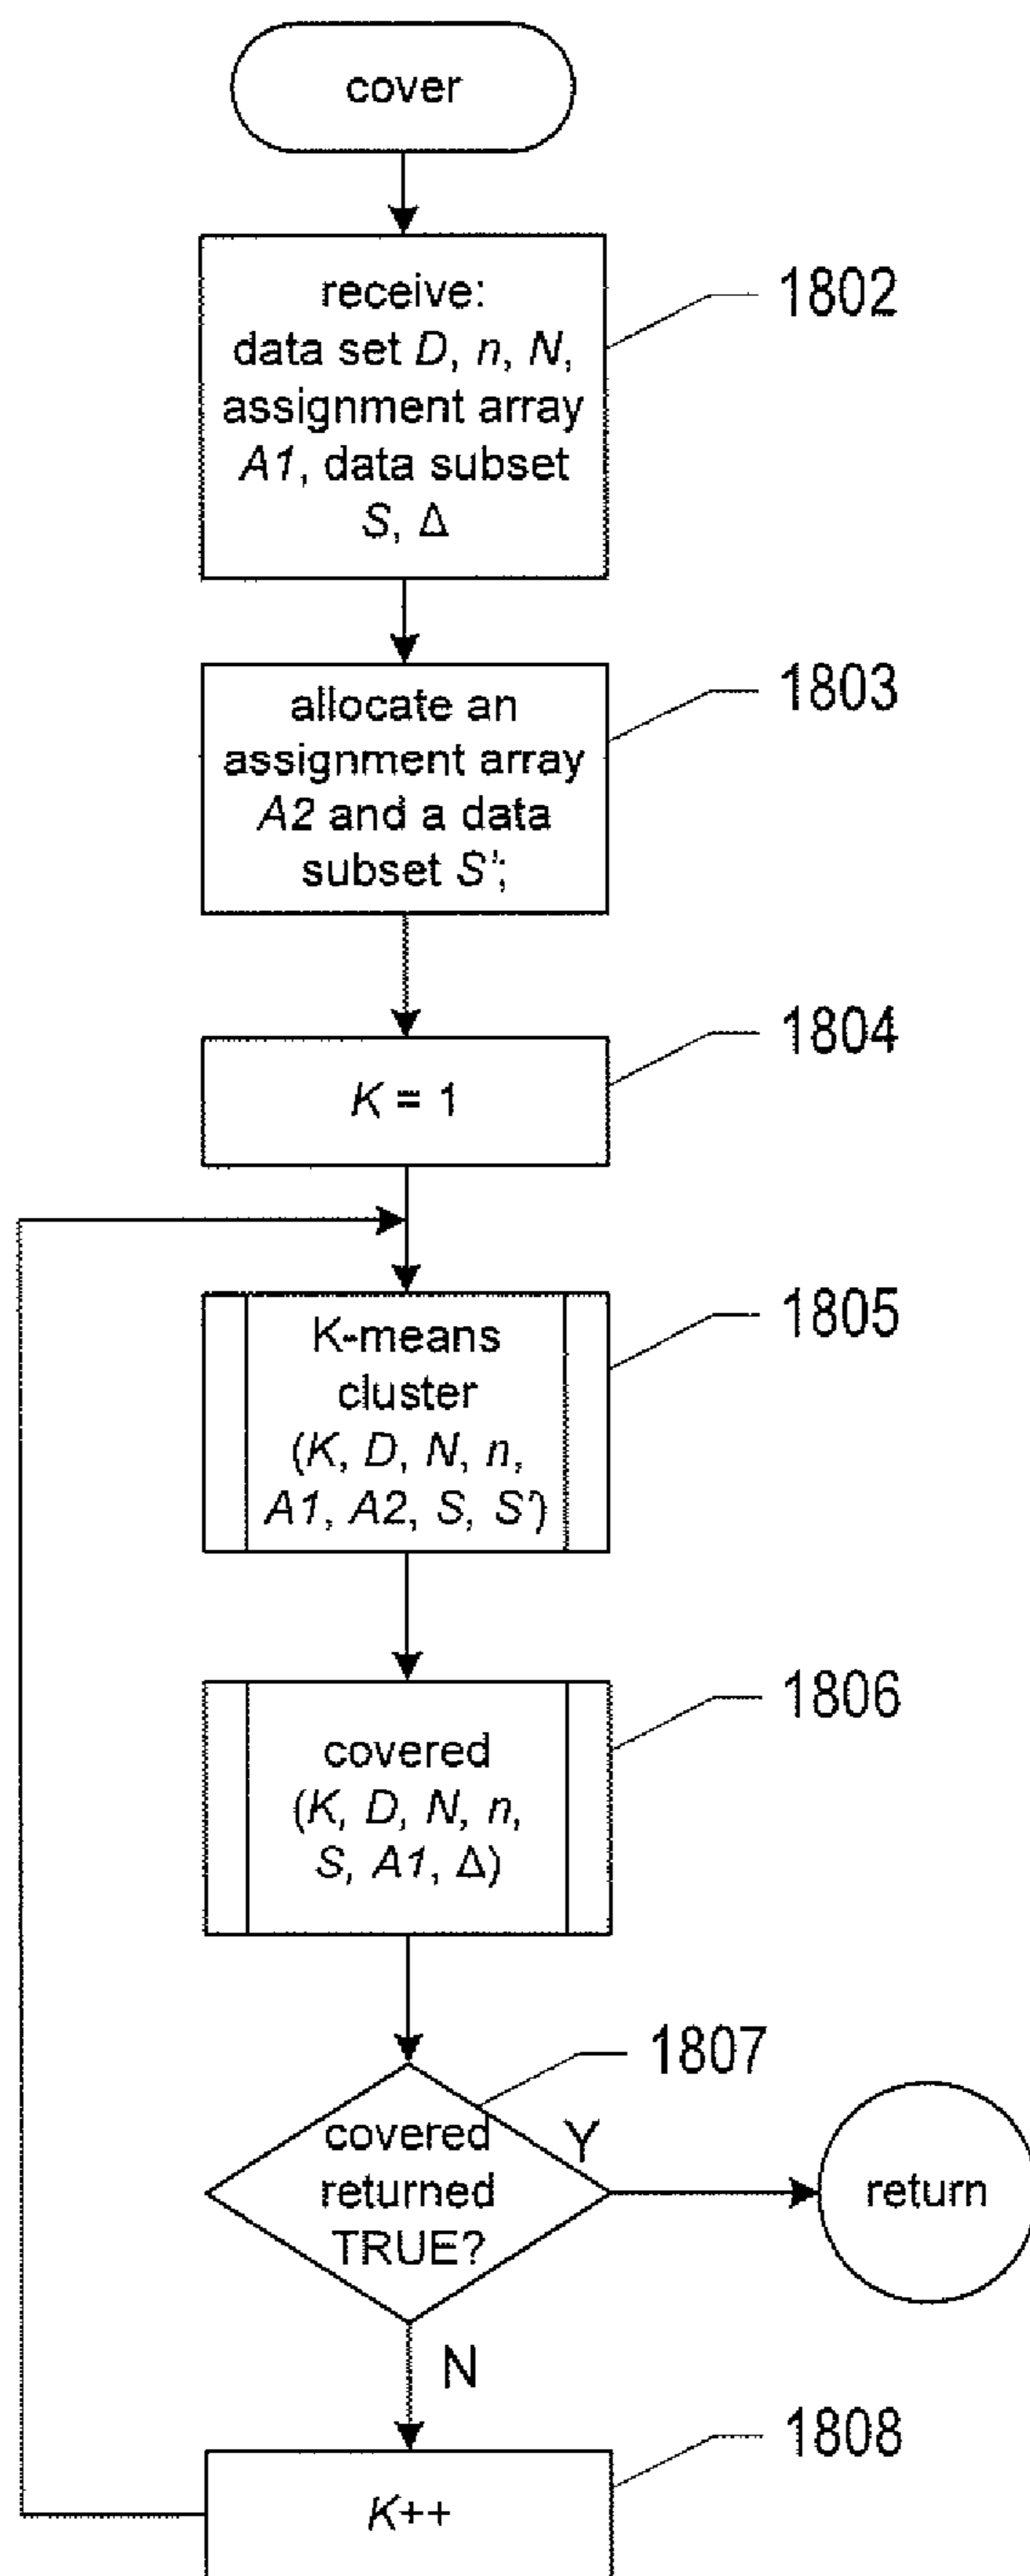 cover
receive:
data set D, n, N,
assignment array
A1, data subset
S, Δ
1802
allocate an
assignment array
A2 and a data
subset S';
1803
K = 1
1804
K-means
cluster
(K, D, N, n,
A1, A2, S, S')
1805
covered
(K, D, N, n,
S, A1, Δ)
1806
covered
returned
TRUE?
1807
Y
return
N
K++
1808